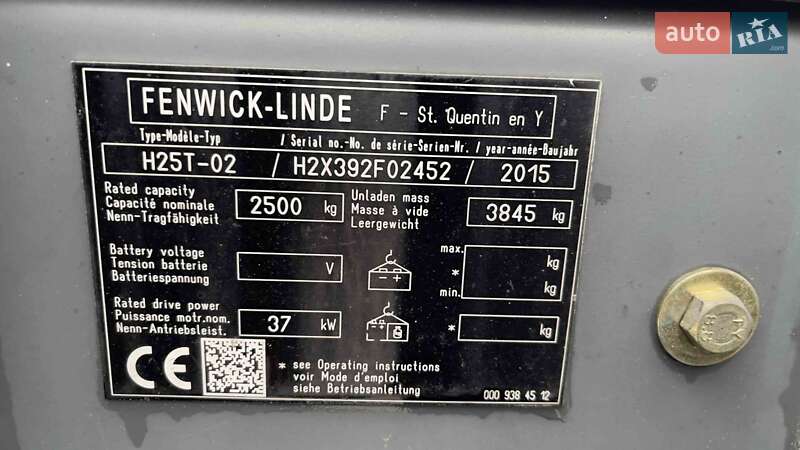 auto RIA.com
FENWICK-LINDE F - St. Quentin en Y
Type-Modèle-Typ / Serial no.-No. de série-Serien-Nr. / year-année-Baujahr
H25T-02 / H2X392F02452 / 2015
Rated capacity
Capacité nominale
Nenn-Tragfähigkeit
2500 kg
Unladen mass
Masse à vide
Leergewicht
3845 kg
Battery voltage
Tension batterie
Batteriespannung
V
max. kg
*
min. kg
Rated drive power
Puissance motr.nom.
Nenn-Antriebsleist.
37 kW
* kg
CE
* see Operating instructions
voir Mode d'emploi
siehe Betriebsanleitung
000 938 45 12